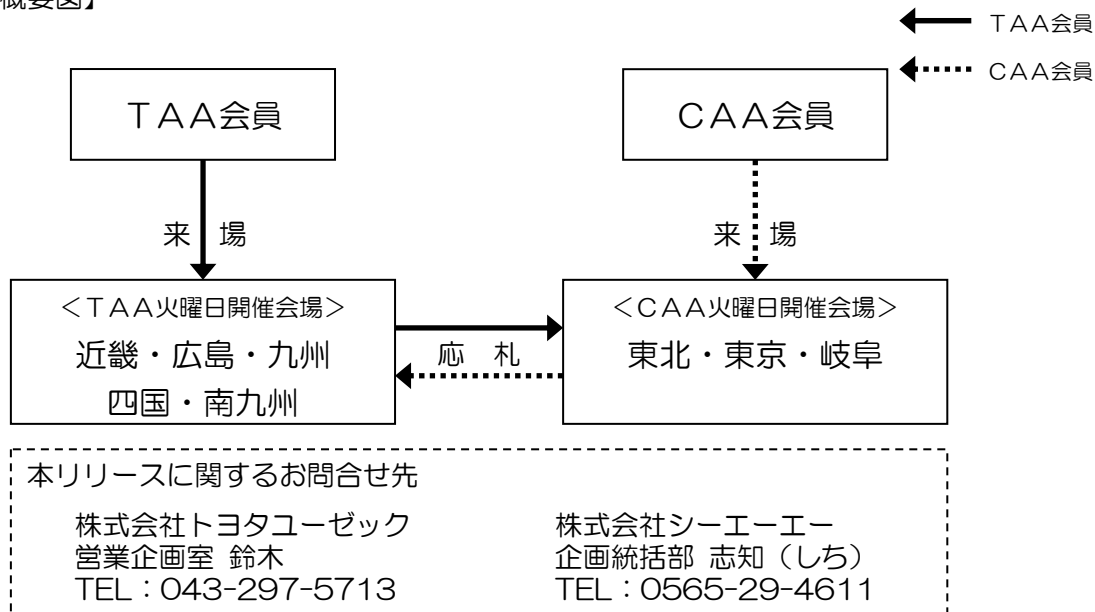 概要図】
TAA会員
CAA会員
TAA会員
CAA会員
来 場
来 場
<TAA火曜日開催会場>
近畿・広島・九州
四国・南九州
応 札
<CAA火曜日開催会場>
東北・東京・岐阜
本リリースに関するお問合せ先
株式会社トヨタユーゼック
営業企画室 鈴木
TEL：043-297-5713
株式会社シーエーエー
企画統括部 志知（しち）
TEL：0565-29-4611